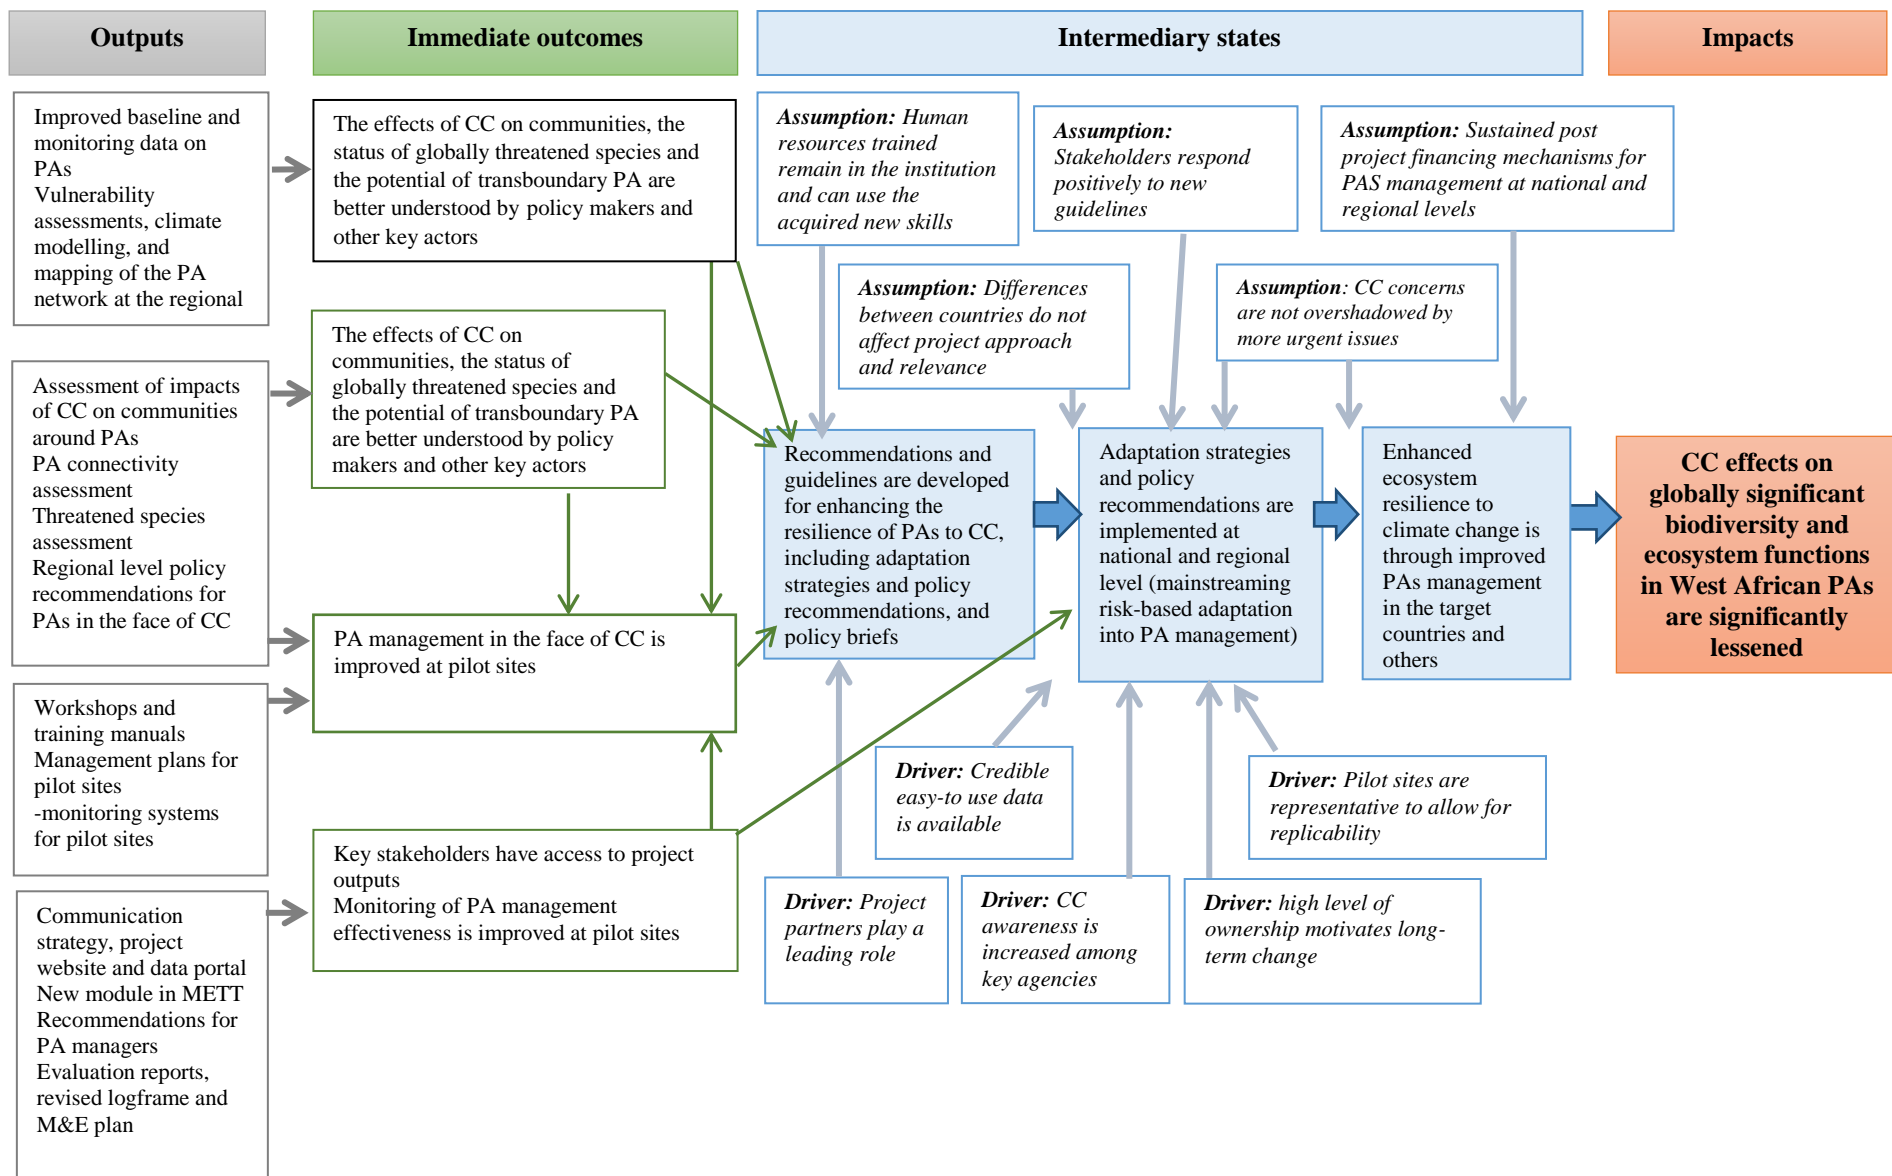 Outputs
Immediate outcomes
Intermediary states
Impacts
Improved baseline and
monitoring data on
PAs
Vulnerability
assessments, climate
modelling, and
mapping of the PA
network at the regional
Assessment of impacts
of CC on communities
around PAs
PA connectivity
assessment
Threatened species
assessment
Regional level policy
recommendations for
PAs in the face of CC
Workshops and
training manuals
Management plans for
pilot sites
-monitoring systems
for pilot sites
Communication
strategy, project
website and data portal
New module in METT
Recommendations for
PA managers
Evaluation reports,
revised logframe and
M&E plan
The effects of CC on communities, the
status of globally threatened species and
the potential of transboundary PA are
better understood by policy makers and
other key actors
The effects of CC on
communities, the status of
globally threatened species and
the potential of transboundary PA
are better understood by policy
makers and other key actors
PA management in the face of CC is
improved at pilot sites
Key stakeholders have access to project
outputs
Monitoring of PA management
effectiveness is improved at pilot sites
Assumption: Human
resources trained
remain in the institution
and can use the
acquired new skills
Assumption:
Stakeholders respond
positively to new
guidelines
Assumption: Sustained post
project financing mechanisms for
PAS management at national and
regional levels
Assumption: Differences
between countries do not
affect project approach
and relevance
Assumption: CC concerns
are not overshadowed by
more urgent issues
Recommendations and
guidelines are developed
for enhancing the
resilience of PAs to CC,
including adaptation
strategies and policy
recommendations, and
policy briefs
Adaptation strategies
and policy
recommendations are
implemented at
national and regional
level (mainstreaming
risk-based adaptation
into PA management)
Enhanced
ecosystem
resilience to
climate change is
through improved
PAs management
in the target
countries and
others
CC effects on
globally significant
biodiversity and
ecosystem functions
in West African PAs
are significantly
lessened
Driver: Credible
easy-to use data
is available
Driver: Pilot sites are
representative to allow for
replicability
Driver: Project
partners play a
leading role
Driver: CC
awareness is
increased among
key agencies
Driver: high level of
ownership motivates long-
term change